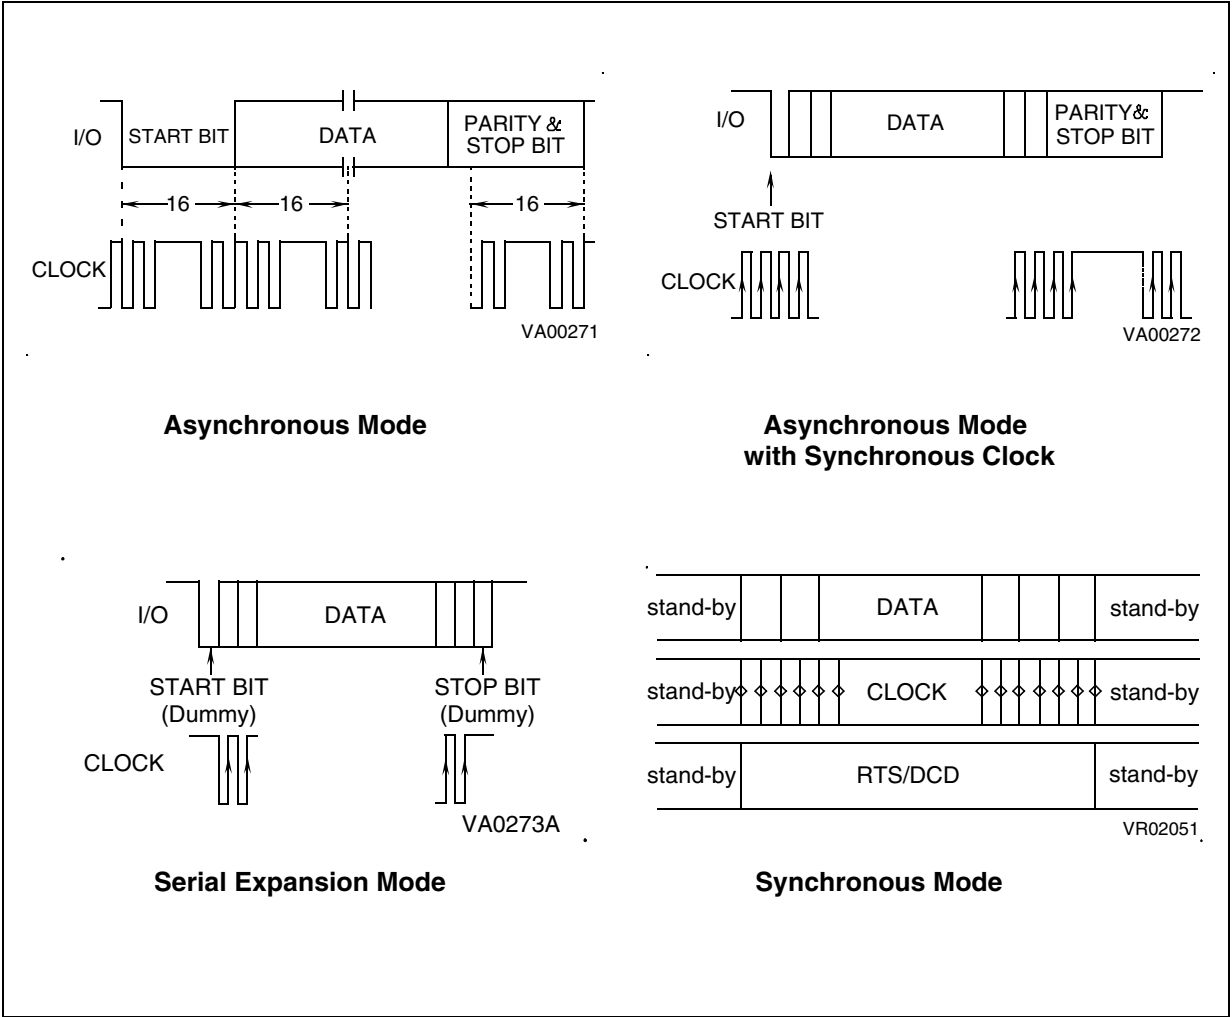 I/O
START BIT
DATA
PARITY &
STOP BIT
16
16
16
CLOCK
VA00271
Asynchronous Mode
I/O
DATA
PARITY&
STOP BIT
START BIT
CLOCK
VA00272
Asynchronous Mode
with Synchronous Clock
I/O
DATA
START BIT
(Dummy)
STOP BIT
(Dummy)
CLOCK
VA0273A
Serial Expansion Mode
stand-by
DATA
stand-by
stand-by
CLOCK
stand-by
stand-by
RTS/DCD
stand-by
VR02051
Synchronous Mode